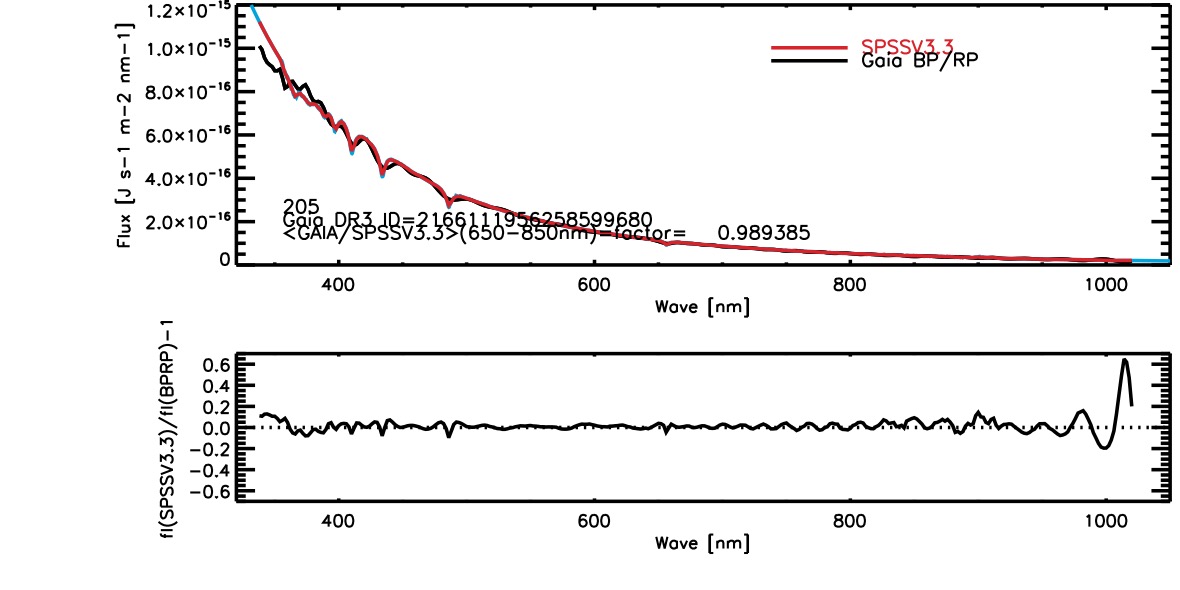 1.2×10−15
1.0×10−15
8.0×10−16
6.0×10−16
4.0×10−16
2.0×10−16
0
Flux [J s−1 m−2 nm−1]
SPSSV3.3
Gaia BP/RP
205
Gaia DR3 ID=2166111956258599680
<GAIA/SPSSV3.3>(650−850nm)=factor= 0.989385
400 600 800 1000
Wave [nm]
fl(SPSSV3.3)/fl(BPRP)−1
0.6
0.4
0.2
0.0
−0.2
−0.4
−0.6
400 600 800 1000
Wave [nm]